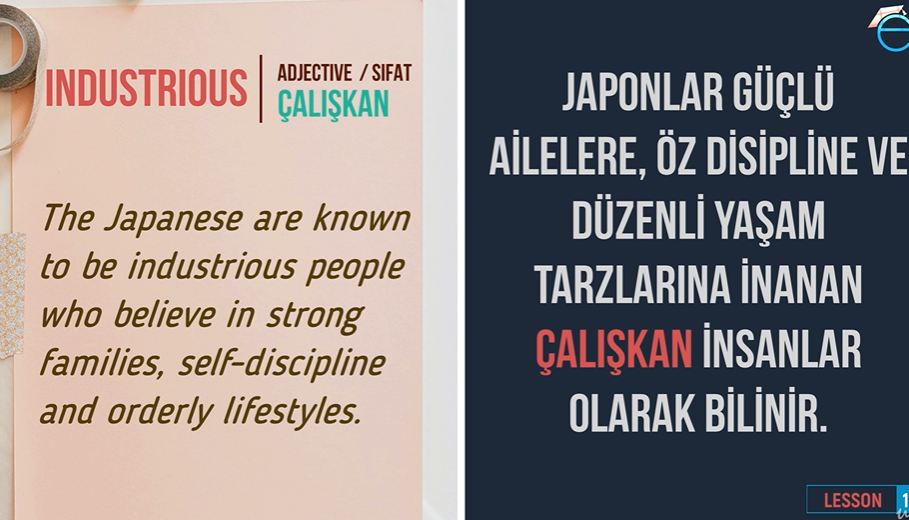 INDUSTRIOUS
ADJECTIVE / SIFAT
ÇALIŞKAN
The Japanese are known
to be industrious people
who believe in strong
families, self-discipline
and orderly lifestyles.
JAPONLAR GÜÇLÜ
AİLELERE, ÖZ DİSİPLİNE VE
DÜZENLİ YAŞAM
TARZLARINA İNANAN
ÇALIŞKAN İNSANLAR
OLARAK BİLİNİR.
LESSON